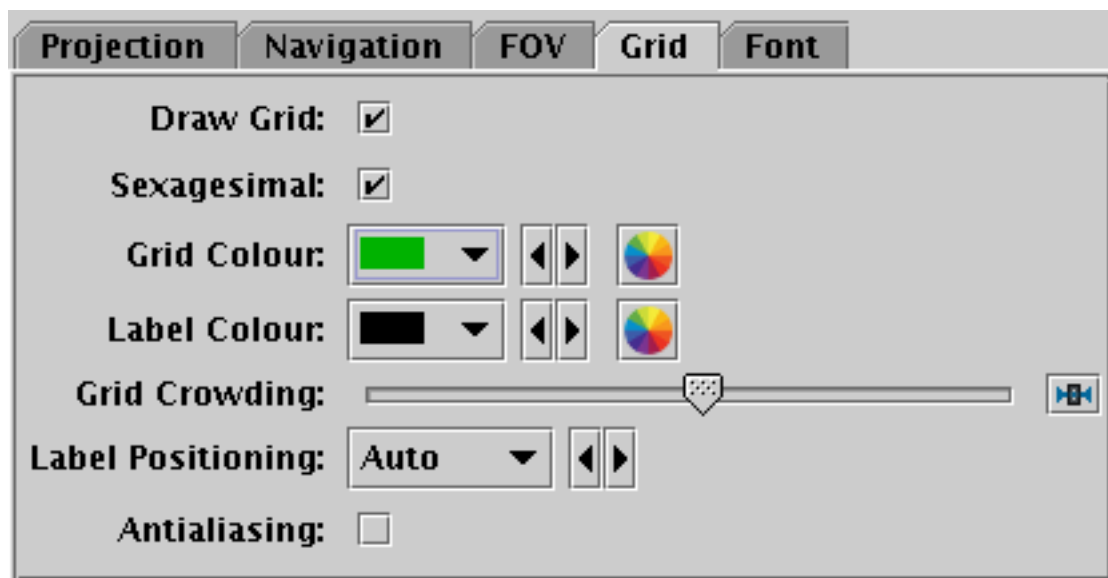 Projection Navigation FOV Grid Font
Draw Grid:
Sexagesimal:
Grid Colour:
Label Colour:
Grid Crowding:
Label Positioning: Auto
Antialiasing: